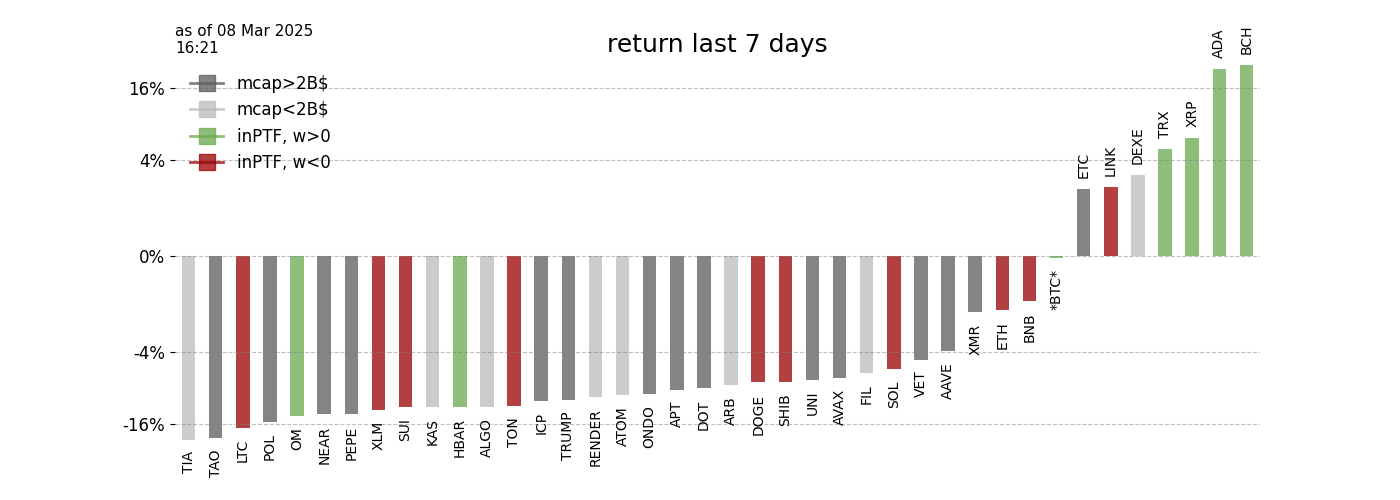 as of 08 Mar 2025
16:21
return last 7 days
mcap>2B$
mcap<2B$
inPTF, w>0
inPTF, w<0
16%
4%
0%
-4%
-16%
TIA
TAO
LTC
POL
OM
NEAR
PEPE
XLM
SUI
KAS
HBAR
ALGO
TON
ICP
TRUMP
RENDER
ATOM
ONDO
APT
DOT
ARB
DOGE
SHIB
UNI
AVAX
FIL
SOL
VET
AAVE
XMR
ETH
BNB
*BTC*
ETC
LINK
DEXE
TRX
XRP
ADA
BCH